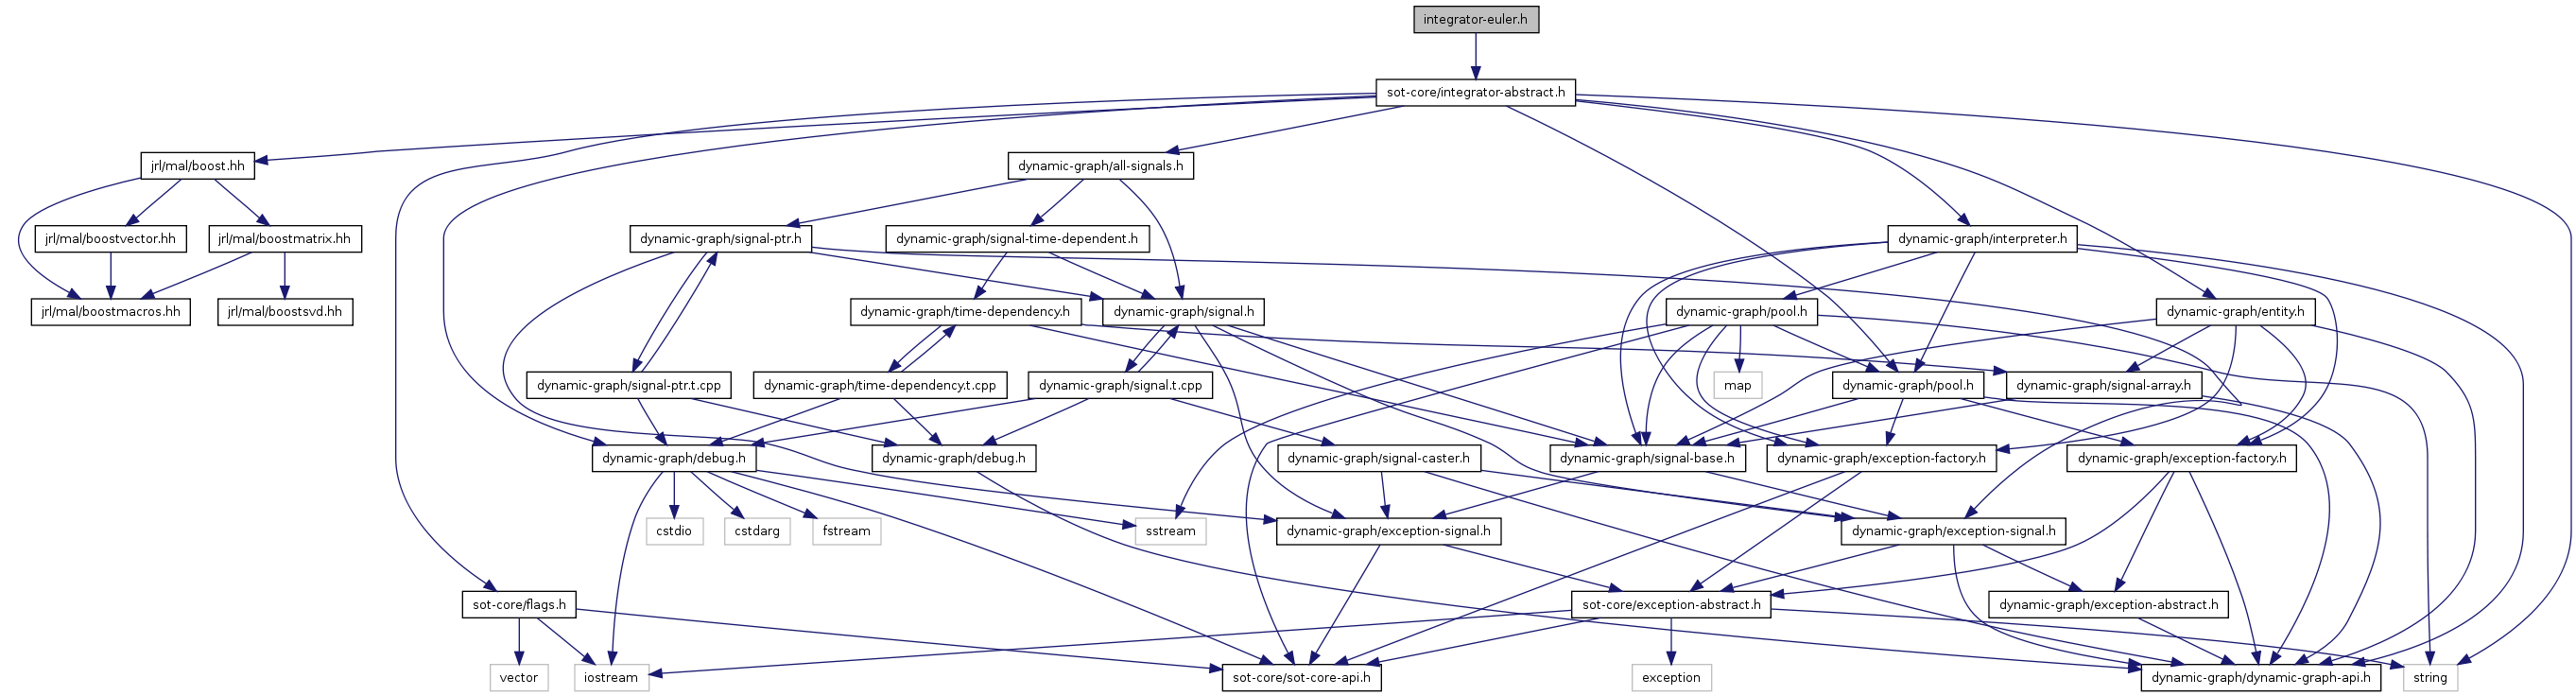 integrator-euler.h
sot-core/integrator-abstract.h
jrl/mal/boost.hh
dynamic-graph/all-signals.h
jrl/mal/boostvector.hh
jrl/mal/boostmatrix.hh
dynamic-graph/signal-ptr.h
dynamic-graph/signal-time-dependent.h
dynamic-graph/interpreter.h
jrl/mal/boostmacros.hh
jrl/mal/boostsvd.hh
dynamic-graph/time-dependency.h
dynamic-graph/signal.h
dynamic-graph/pool.h
dynamic-graph/entity.h
dynamic-graph/signal-ptr.t.cpp
dynamic-graph/time-dependency.t.cpp
dynamic-graph/signal.t.cpp
map
dynamic-graph/pool.h
dynamic-graph/signal-array.h
dynamic-graph/debug.h
dynamic-graph/debug.h
dynamic-graph/signal-caster.h
dynamic-graph/signal-base.h
dynamic-graph/exception-factory.h
dynamic-graph/exception-factory.h
cstdio
cstdarg
fstream
sstream
dynamic-graph/exception-signal.h
dynamic-graph/exception-signal.h
sot-core/flags.h
sot-core/exception-abstract.h
dynamic-graph/exception-abstract.h
vector
iostream
sot-core/sot-core-api.h
exception
dynamic-graph/dynamic-graph-api.h
string